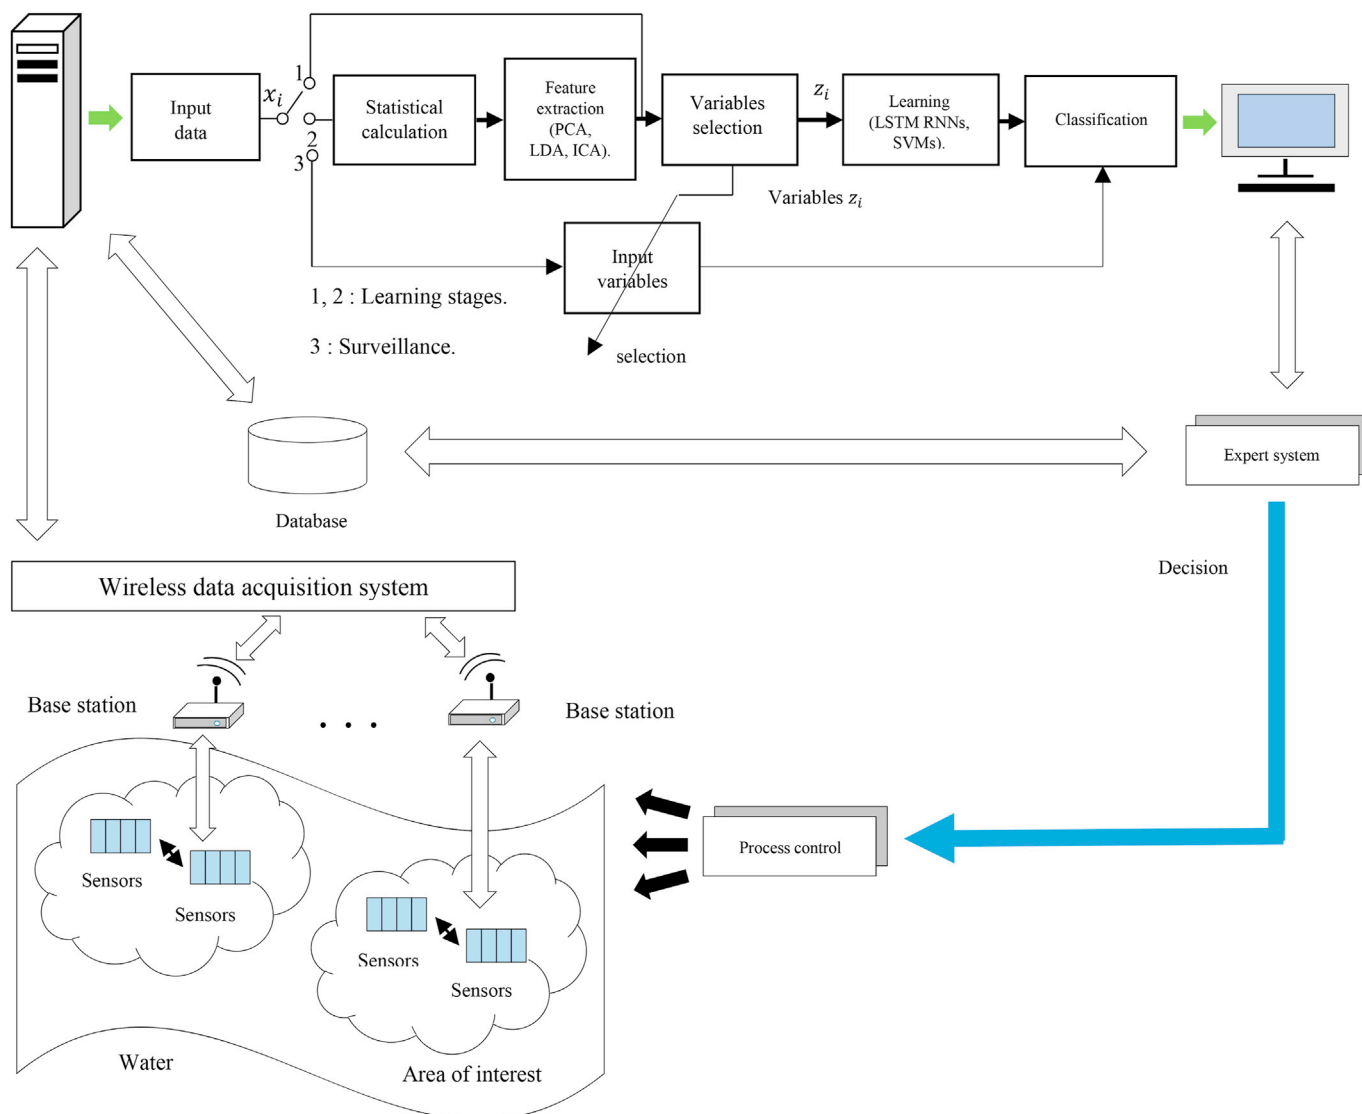 Input
data
x_i
1
2
3
Statistical
calculation
Feature
extraction
(PCA,
LDA, ICA).
Variables
selection
z_i
Learning
(LSTM RNNs,
SVMs).
Classification
Variables z_i
Input
variables
1, 2 : Learning stages.
3 : Surveillance.
selection
Database
Expert system
Decision
Wireless data acquisition system
Base station
. . .
Base station
Process control
Sensors
Sensors
Sensors
Sensors
Water
Area of interest